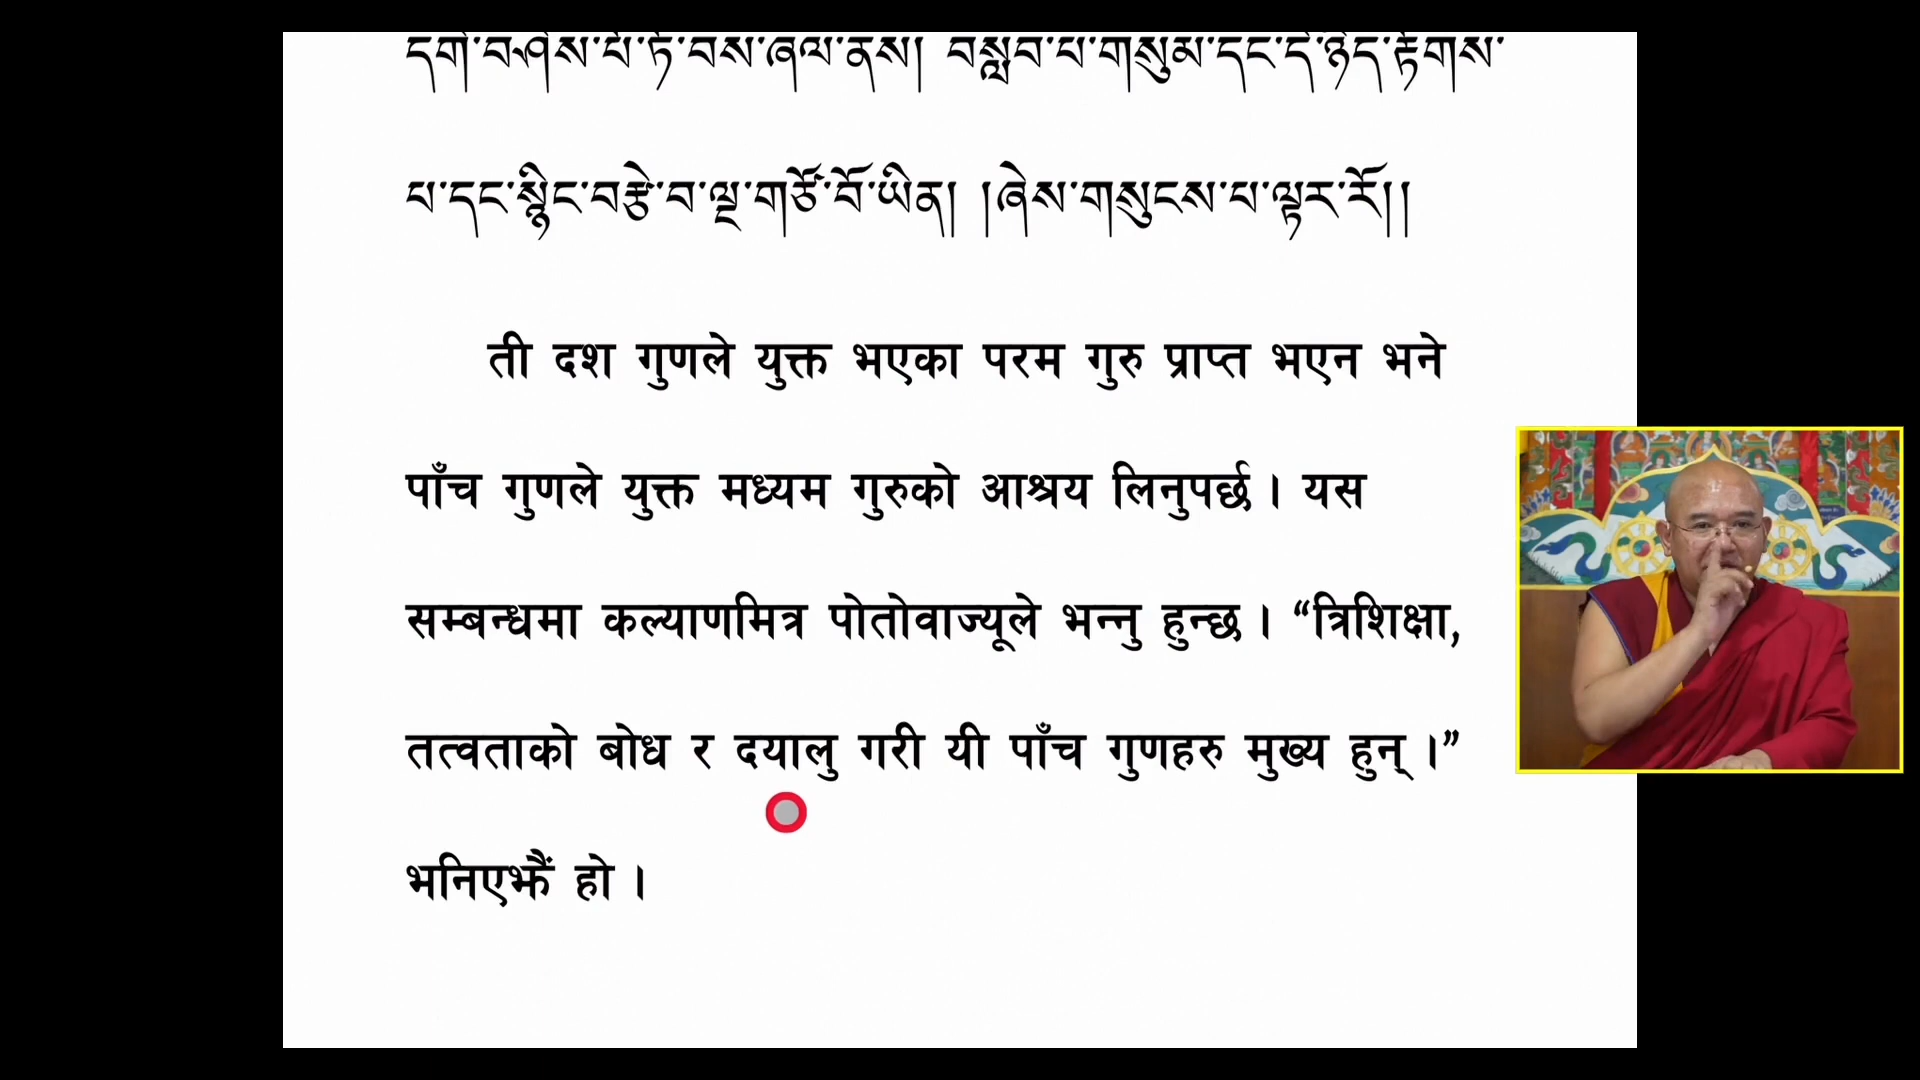 དགེ་བཤེས་པོ་ཏོ་བས་ཞལ་ནས། བསླབ་པ་གསུམ་དང་དེ་ཉིད་རྟོགས་
པ་དང་སྙིང་བརྩེ་བ་ལྔ་གཙོ་བོ་ཡིན། །ཞེས་གསུངས་པ་ལྟར་རོ།།
ती दश गुणले युक्त भएका परम गुरु प्राप्त भएन भने
पाँच गुणले युक्त मध्यम गुरुको आश्रय लिनुपर्छ । यस
सम्बन्धमा कल्याणमित्र पोतोवाज्यूले भन्नु हुन्छ । “त्रिशिक्षा,
तत्वताको बोध र दयालु गरी यी पाँच गुणहरु मुख्य हुन् ।”
भनिएझैं हो ।